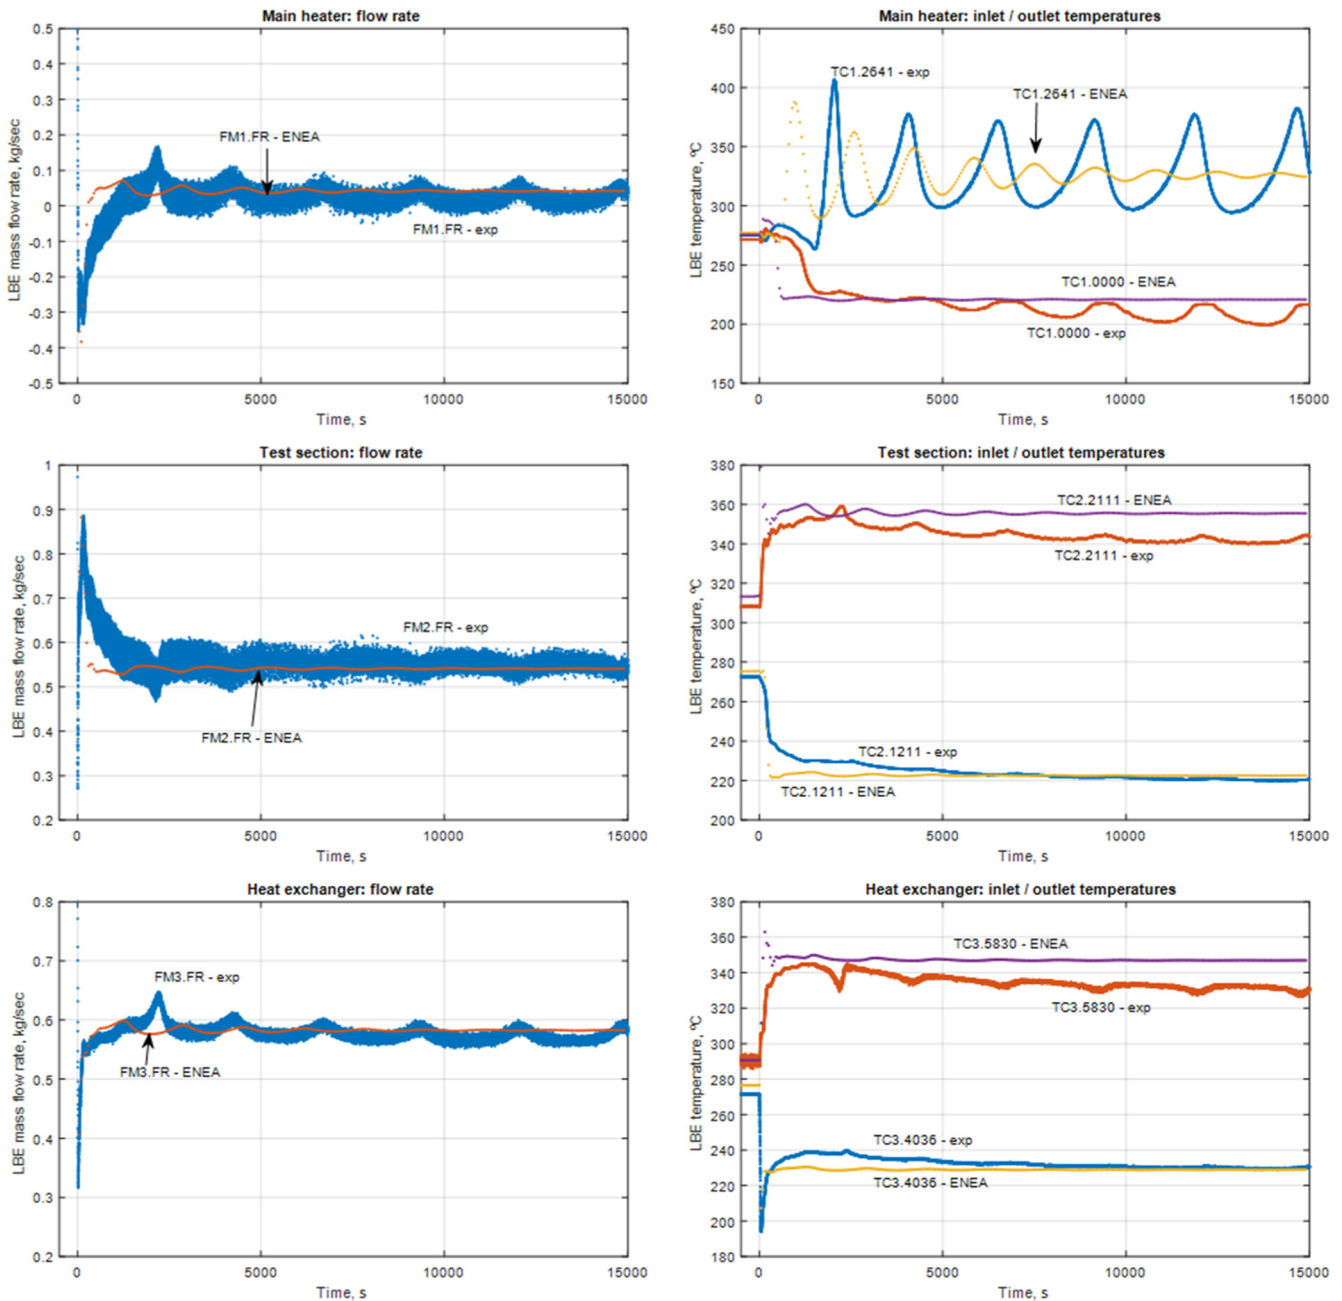 Main heater: flow rate
0.5
0.4
0.3
0.2
0.1
0
-0.1
-0.2
-0.3
-0.4
-0.5
LBE mass flow rate, kg/sec
FM1.FR - ENEA
FM1.FR - exp
0 5000 10000 15000
Time, s
Main heater: inlet / outlet temperatures
450
400
350
300
250
200
150
LBE temperature, ºC
TC1.2641 - exp
TC1.2641 - ENEA
TC1.0000 - ENEA
TC1.0000 - exp
0 5000 10000 15000
Time, s
Test section: flow rate
1
0.9
0.8
0.7
0.6
0.5
0.4
0.3
0.2
LBE mass flow rate, kg/sec
FM2.FR - exp
FM2.FR - ENEA
0 5000 10000 15000
Time, s
Test section: inlet / outlet temperatures
380
360
340
320
300
280
260
240
220
200
LBE temperature, ºC
TC2.2111 - ENEA
TC2.2111 - exp
TC2.1211 - exp
TC2.1211 - ENEA
0 5000 10000 15000
Time, s
Heat exchanger: flow rate
0.8
0.7
0.6
0.5
0.4
0.3
0.2
LBE mass flow rate, kg/sec
FM3.FR - exp
FM3.FR - ENEA
0 5000 10000 15000
Time, s
Heat exchanger: inlet / outlet temperatures
380
360
340
320
300
280
260
240
220
200
180
LBE temperature, ºC
TC3.5830 - ENEA
TC3.5830 - exp
TC3.4036 - exp
TC3.4036 - ENEA
0 5000 10000 15000
Time, s